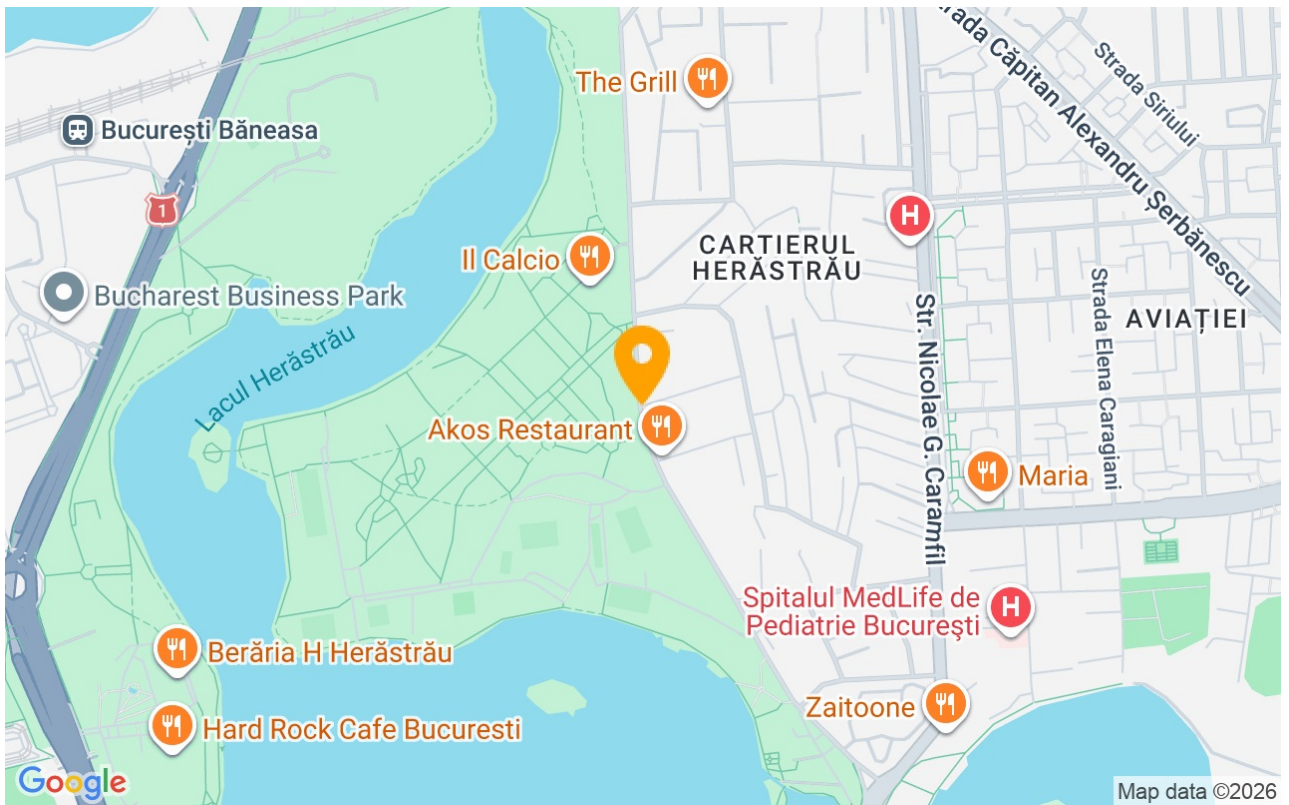 rada Căpitan Alexandru Șerbănescu
Strada Siriului
The Grill
București Băneasa
1
H
CARTIERUL
HERĂSTRĂU
Il Calcio
Bucharest Business Park
Strada Elena Caragiani
AVIAȚIEI
Str. Nicolae G. Caramfil
Lacul Herăstrău
Akos Restaurant
Maria
Spitalul MedLife de
Pediatrie Bucureşti
H
Berăria H Herăstrău
Zaitoone
Hard Rock Cafe Bucuresti
Google
Map data ©2026